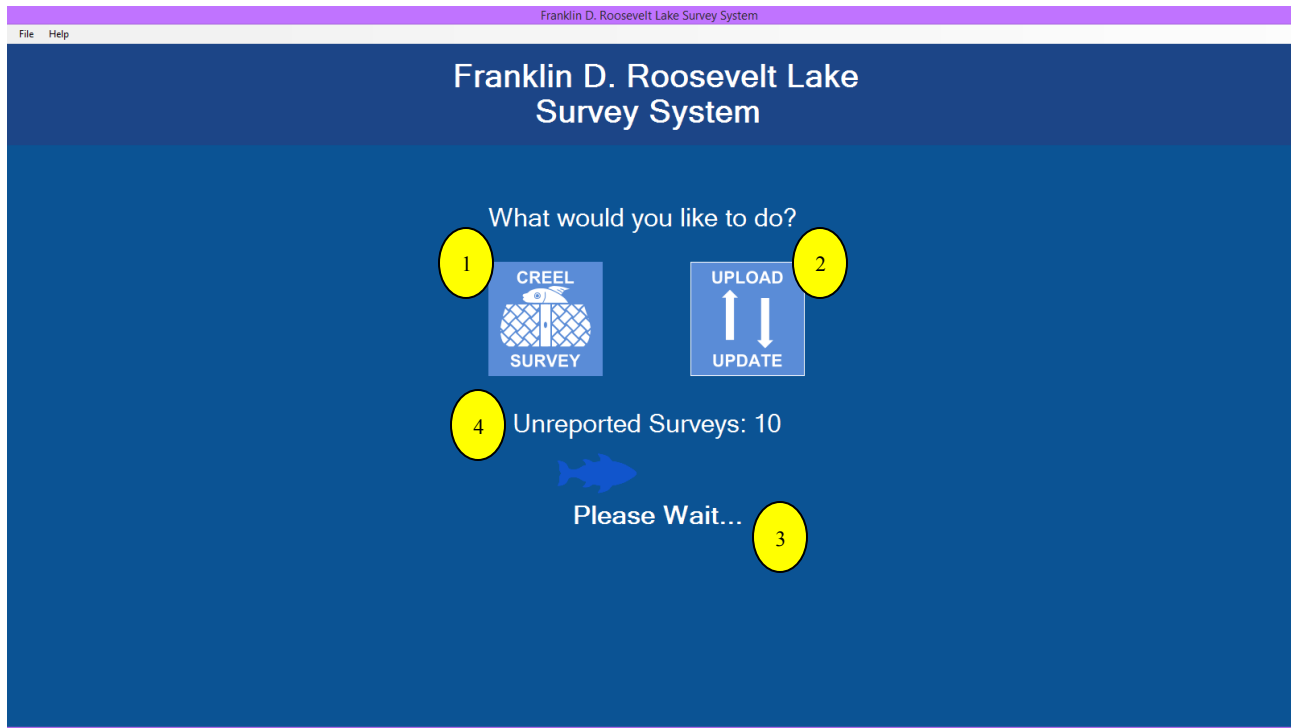 Franklin D. Roosevelt Lake Survey System
File Help
Franklin D. Roosevelt Lake
Survey System
What would you like to do?
1
CREEL
SURVEY
2
UPLOAD
UPDATE
4
Unreported Surveys: 10
Please Wait...
3